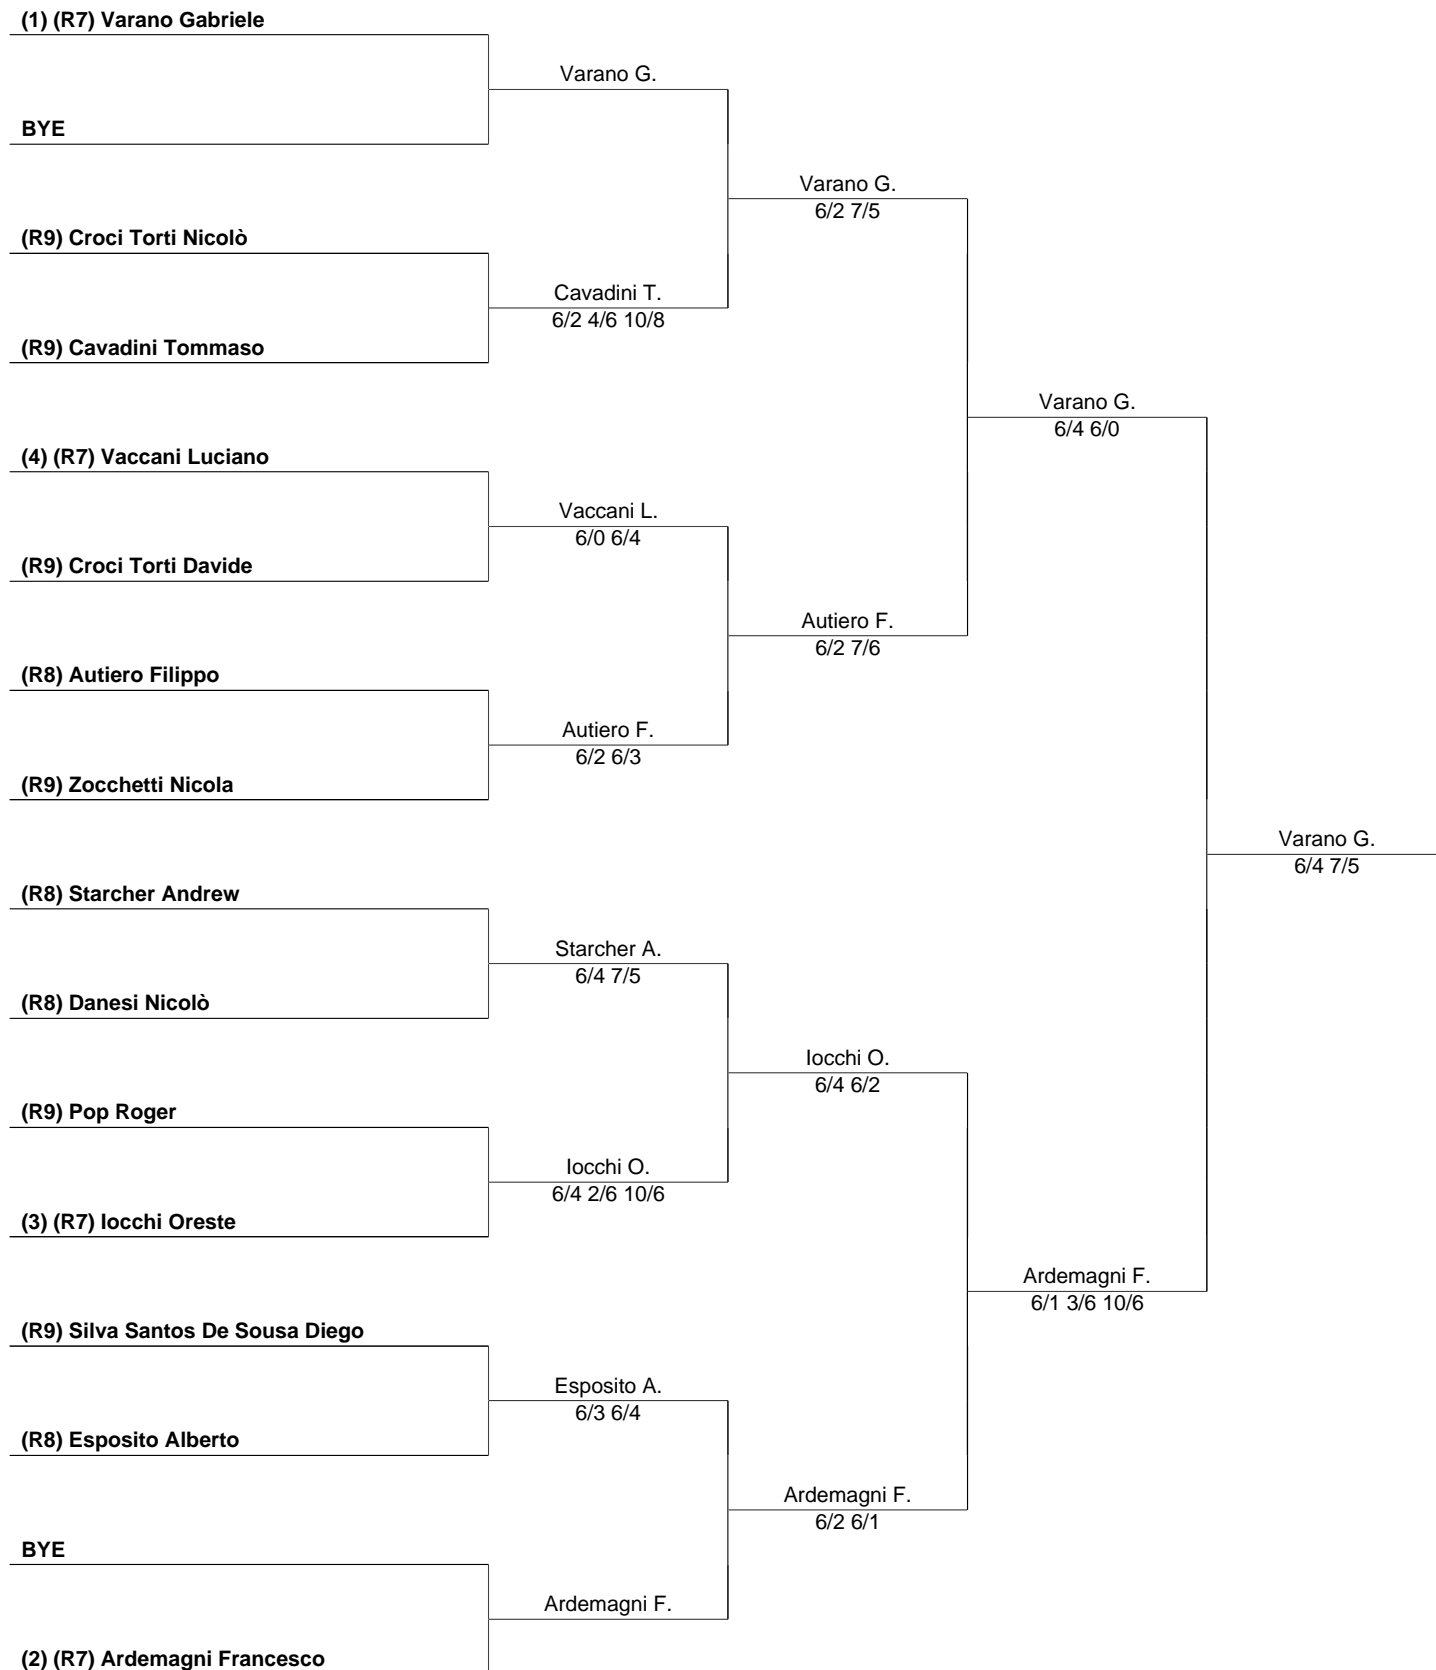 (1) (R7) Varano Gabriele
Varano G.
BYE
Varano G.
6/2 7/5
(R9) Croci Torti Nicolò
Cavadini T.
6/2 4/6 10/8
(R9) Cavadini Tommaso
Varano G.
6/4 6/0
(4) (R7) Vaccani Luciano
Vaccani L.
6/0 6/4
(R9) Croci Torti Davide
Autiero F.
6/2 7/6
(R8) Autiero Filippo
Autiero F.
6/2 6/3
(R9) Zocchetti Nicola
Varano G.
6/4 7/5
(R8) Starcher Andrew
Starcher A.
6/4 7/5
(R8) Danesi Nicolò
Iocchi O.
6/4 6/2
(R9) Pop Roger
Iocchi O.
6/4 2/6 10/6
(3) (R7) Iocchi Oreste
Ardemagni F.
6/1 3/6 10/6
(R9) Silva Santos De Sousa Diego
Esposito A.
6/3 6/4
(R8) Esposito Alberto
Ardemagni F.
6/2 6/1
BYE
Ardemagni F.
(2) (R7) Ardemagni Francesco